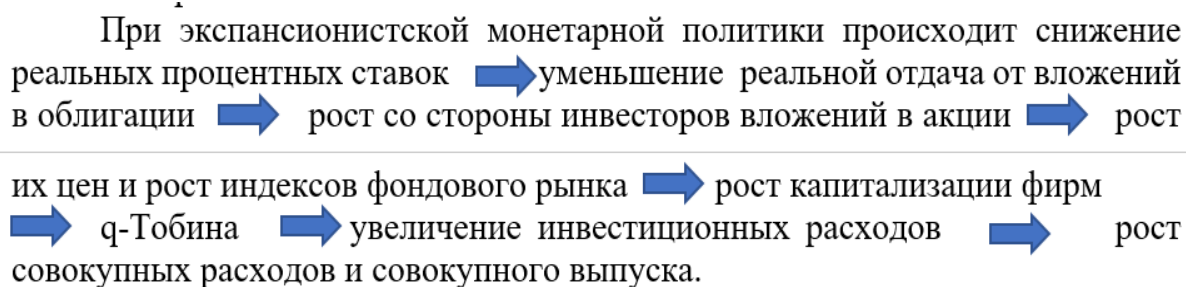 При экспансионистской монетарной политики происходит снижение
реальных процентных ставок уменьшение реальной отдача от вложений
в облигации рост со стороны инвесторов вложений в акции рост
их цен и рост индексов фондового рынка рост капитализации фирм
q-Тобина увеличение инвестиционных расходов рост
совокупных расходов и совокупного выпуска.